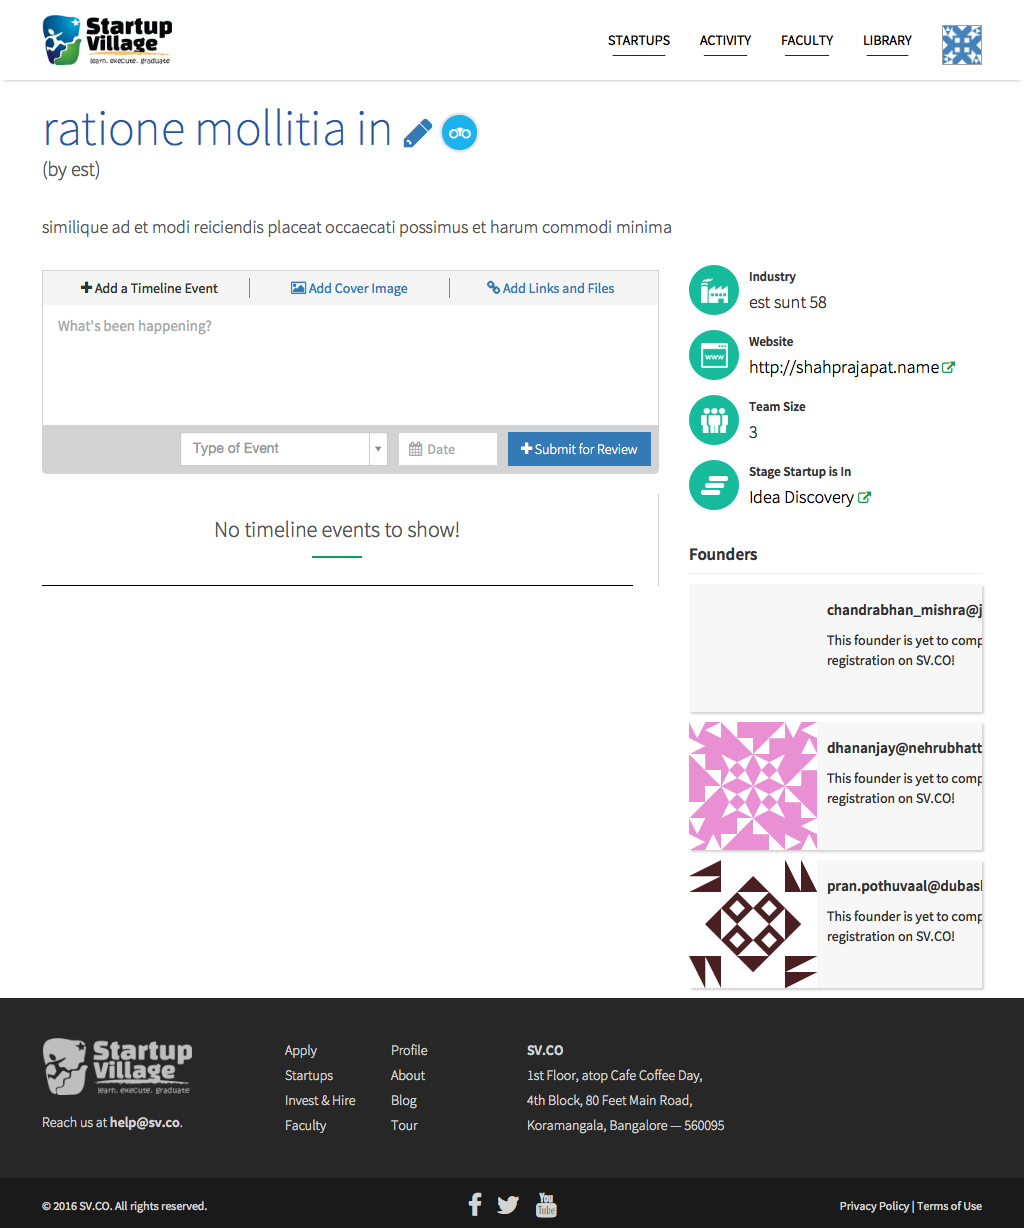 Startup
Village
learn. execute. graduate
STARTUPS ACTIVITY FACULTY LIBRARY
ratione mollitia in
(by est)
similique ad et modi reiciendis placeat occaecati possimus et harum commodi minima
Add a Timeline Event Add Cover Image Add Links and Files
What's been happening?
Type of Event Date Submit for Review
No timeline events to show!
Industry
est sunt 58
Website
www
http://shahprajapat.name
Team Size
3
Stage Startup is In
Idea Discovery
Founders
chandrabhan_mishra@j
This founder is yet to comp
registration on SV.CO!
dhananjay@nehrubhatt
This founder is yet to comp
registration on SV.CO!
pran.pothuvaal@dubas
This founder is yet to comp
registration on SV.CO!
Startup
Village
learn. execute. graduate
Reach us at help@sv.co.
Apply
Startups
Invest & Hire
Faculty
Profile
About
Blog
Tour
SV.CO
1st Floor, atop Cafe Coffee Day,
4th Block, 80 Feet Main Road,
Koramangala, Bangalore — 560095
© 2016 SV.CO. All rights reserved.
You
Tube
Privacy Policy | Terms of Use